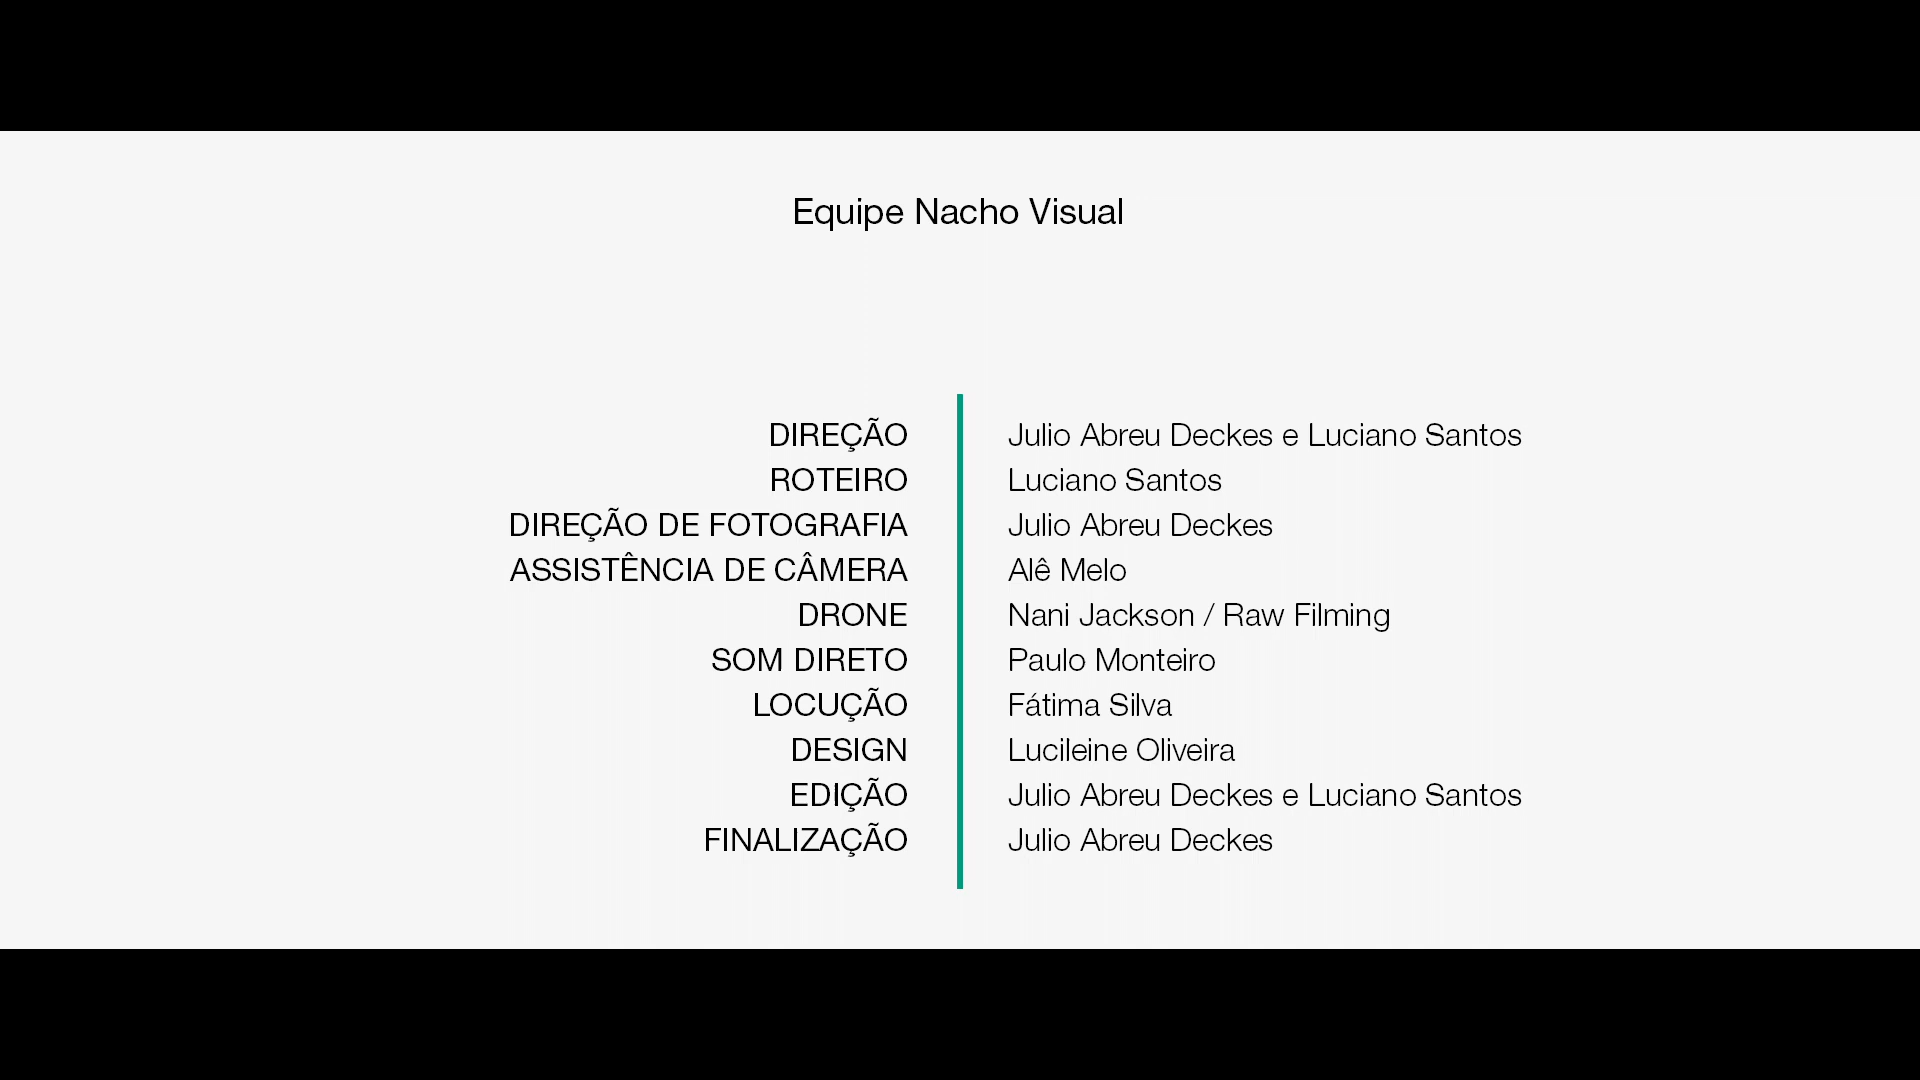 Equipe Nacho Visual
DIREÇÃO Julio Abreu Deckes e Luciano Santos
ROTEIRO Luciano Santos
DIREÇÃO DE FOTOGRAFIA Julio Abreu Deckes
ASSISTÊNCIA DE CÂMERA Alê Melo
DRONE Nani Jackson / Raw Filming
SOM DIRETO Paulo Monteiro
LOCUÇÃO Fátima Silva
DESIGN Lucileine Oliveira
EDIÇÃO Julio Abreu Deckes e Luciano Santos
FINALIZAÇÃO Julio Abreu Deckes